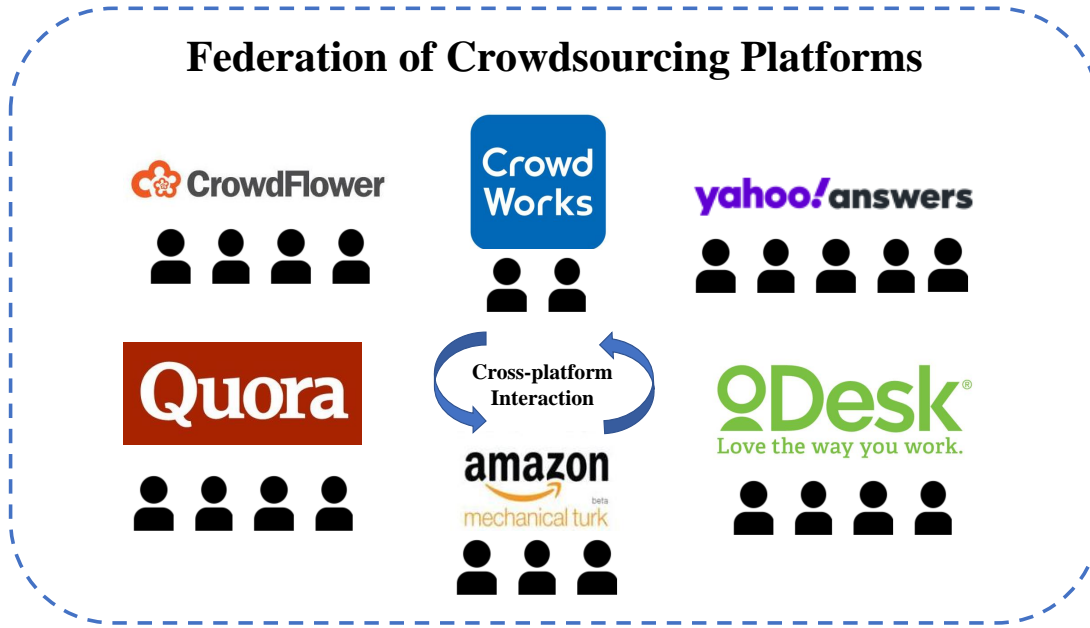 Federation of Crowdsourcing Platforms
CrowdFlower
Crowd
Works
yahoo!answers
Quora
Cross-platform
Interaction
oDesk®
Love the way you work.
amazon
beta
mechanical turk